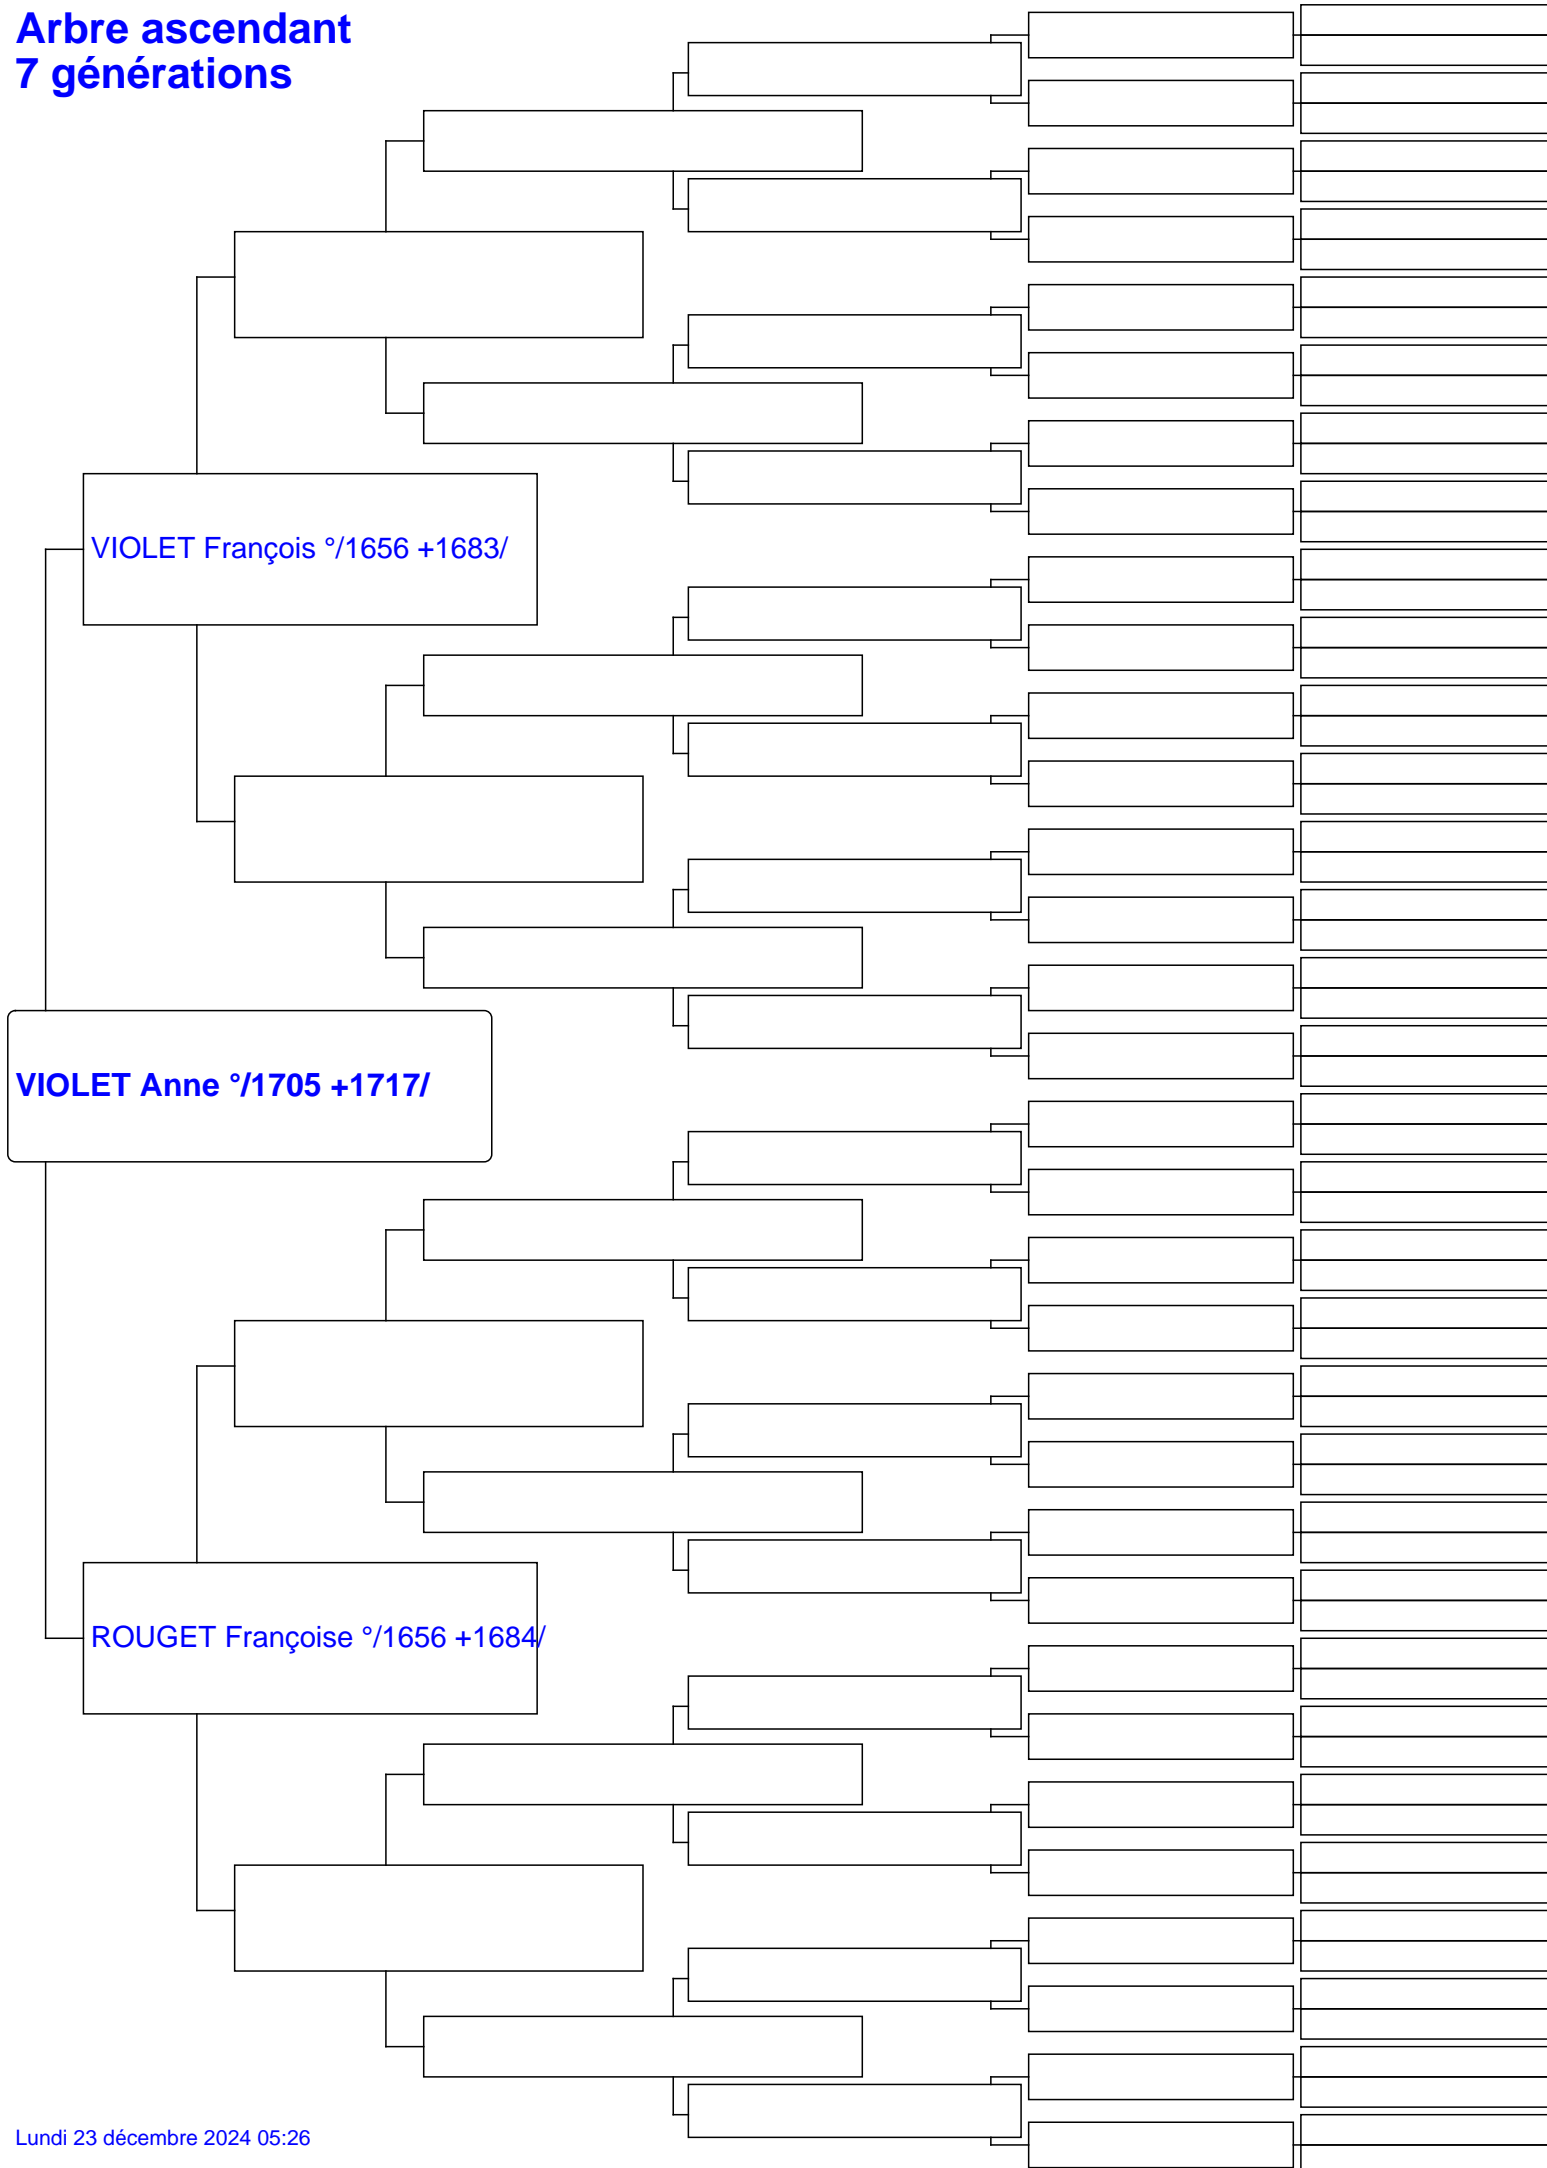 Arbre ascendant
7 générations
VIOLET François °/1656 +1683/
VIOLET Anne °/1705 +1717/
ROUGET Françoise °/1656 +1684/
Lundi 23 décembre 2024 05:26